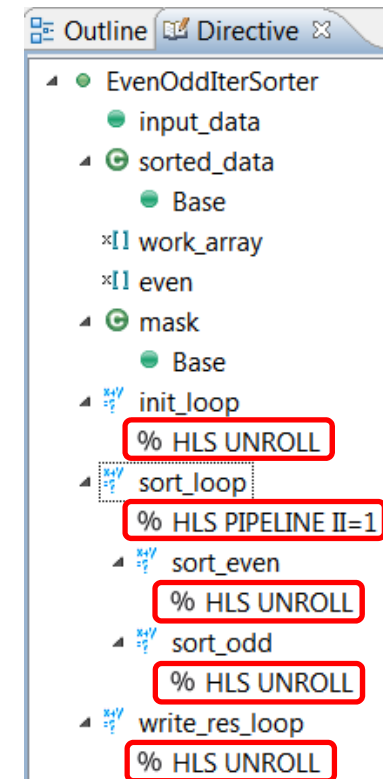 Outline Directive
EvenOddIterSorter
input_data
sorted_data
Base
work_array
even
mask
Base
init_loop
% HLS UNROLL
sort_loop
% HLS PIPELINE II=1
sort_even
% HLS UNROLL
sort_odd
% HLS UNROLL
write_res_loop
% HLS UNROLL